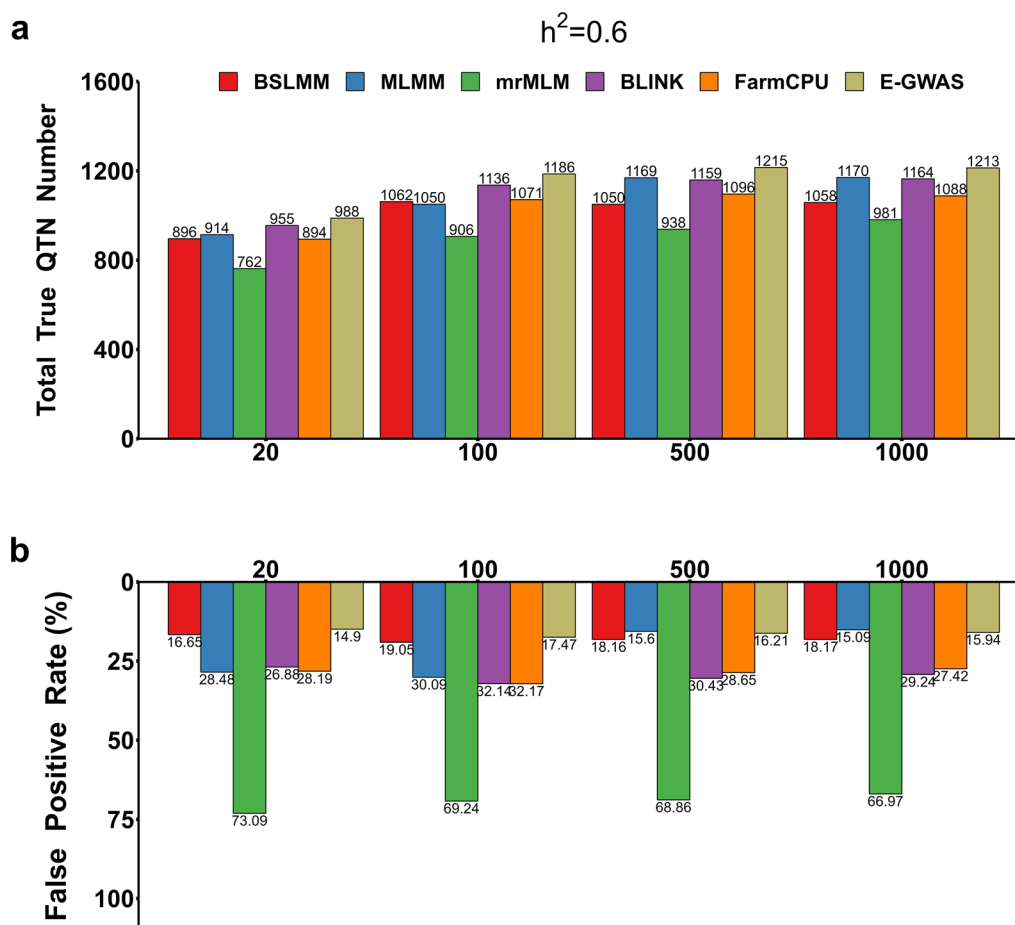 a
h²=0.6
BSLMM MLMM mrMLM BLINK FarmCPU E-GWAS
Total True QTN Number
1600
1200
800
400
0
896 914 762 955 894 988
1062 1050 906 1136 1071 1186
1050 1169 938 1159 1096 1215
1058 1170 981 1164 1088 1213
20 100 500 1000
b
20 100 500 1000
False Positive Rate (%)
0
25
50
75
100
16.65 28.48 73.09 26.88 28.19 14.9
19.05 30.09 69.24 32.14 32.17 17.47
18.16 15.6 68.86 30.43 28.65 16.21
18.17 15.09 66.97 29.24 27.42 15.94